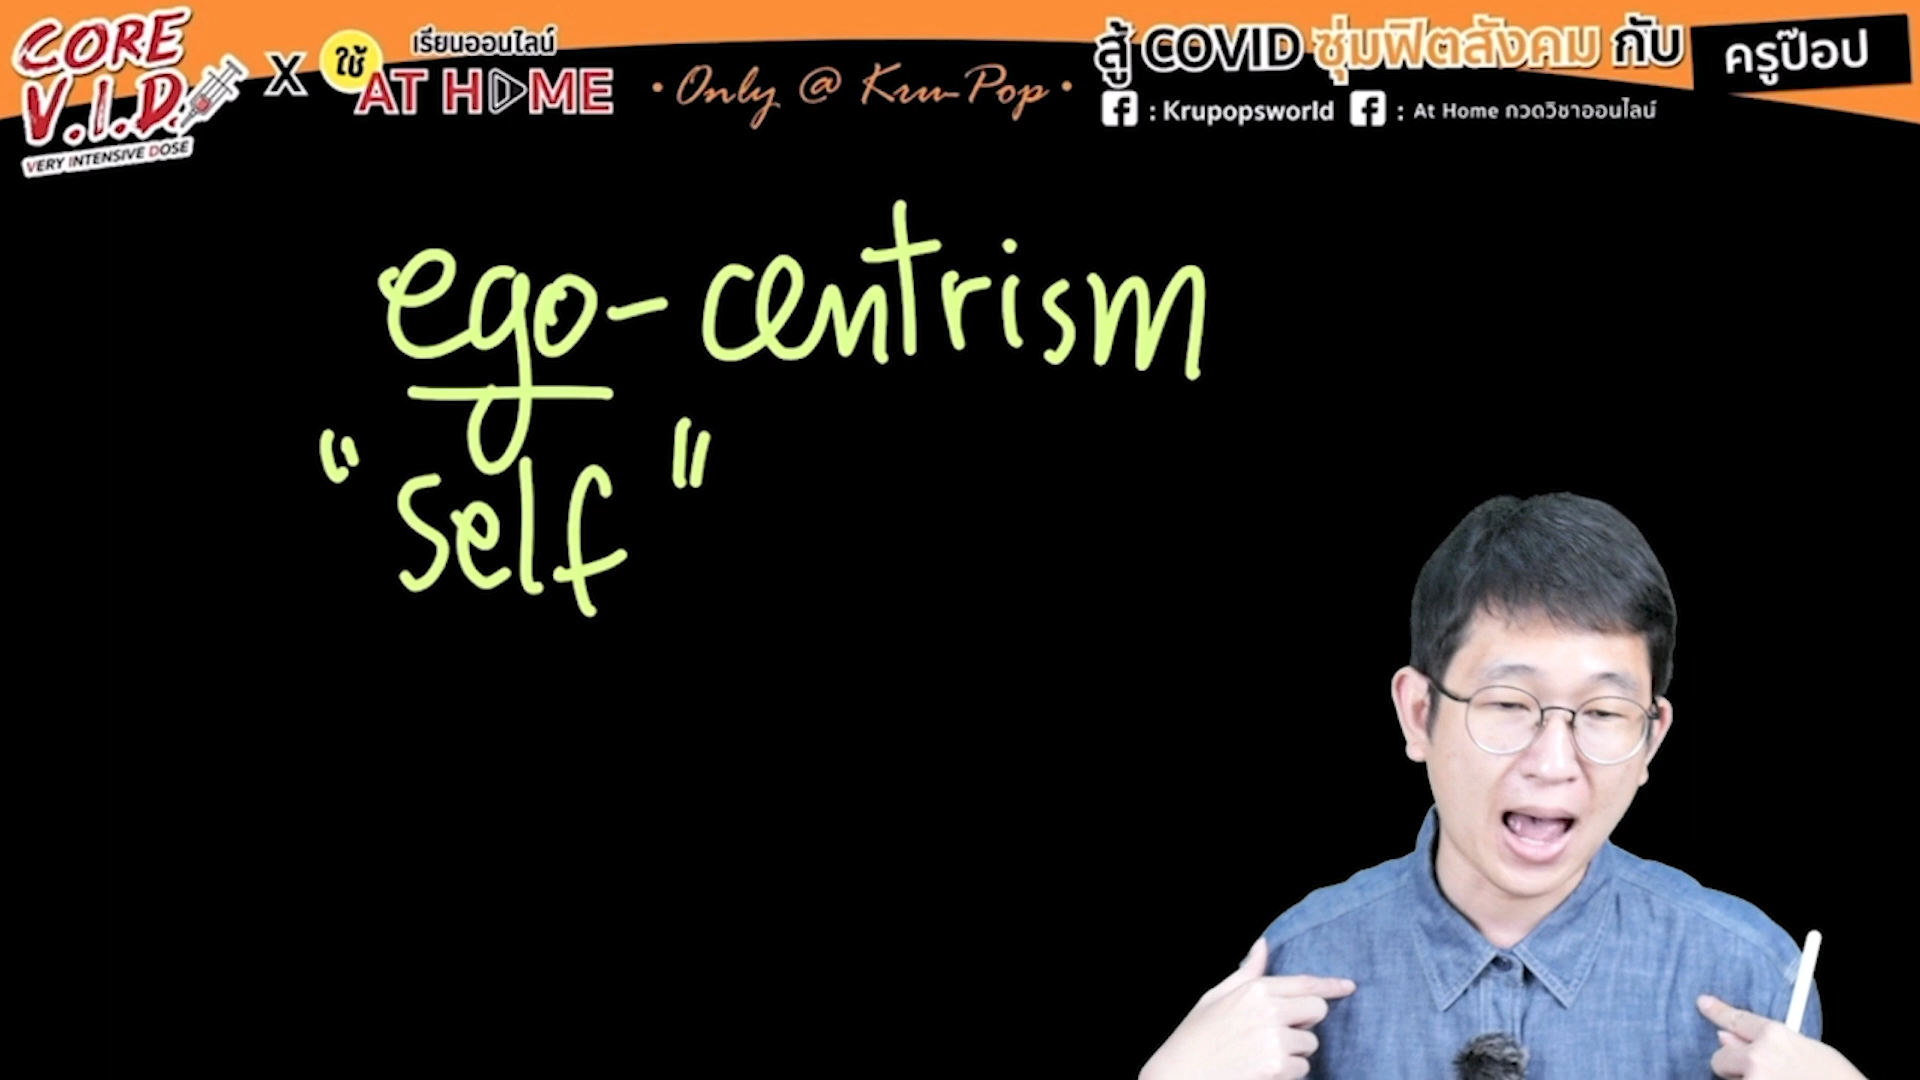 CORE
V.I.D.
VERY INTENSIVE DOSE
X
ใช้
เรียนออนไลน์
AT HOME
• Only @ Kru-Pop •
สู้ COVID ซุ่มฟิตสังคม กับ
ครูป๊อป
: Krupopsworld
: At Home กวดวิชาออนไลน์
ego-centrism
“self”